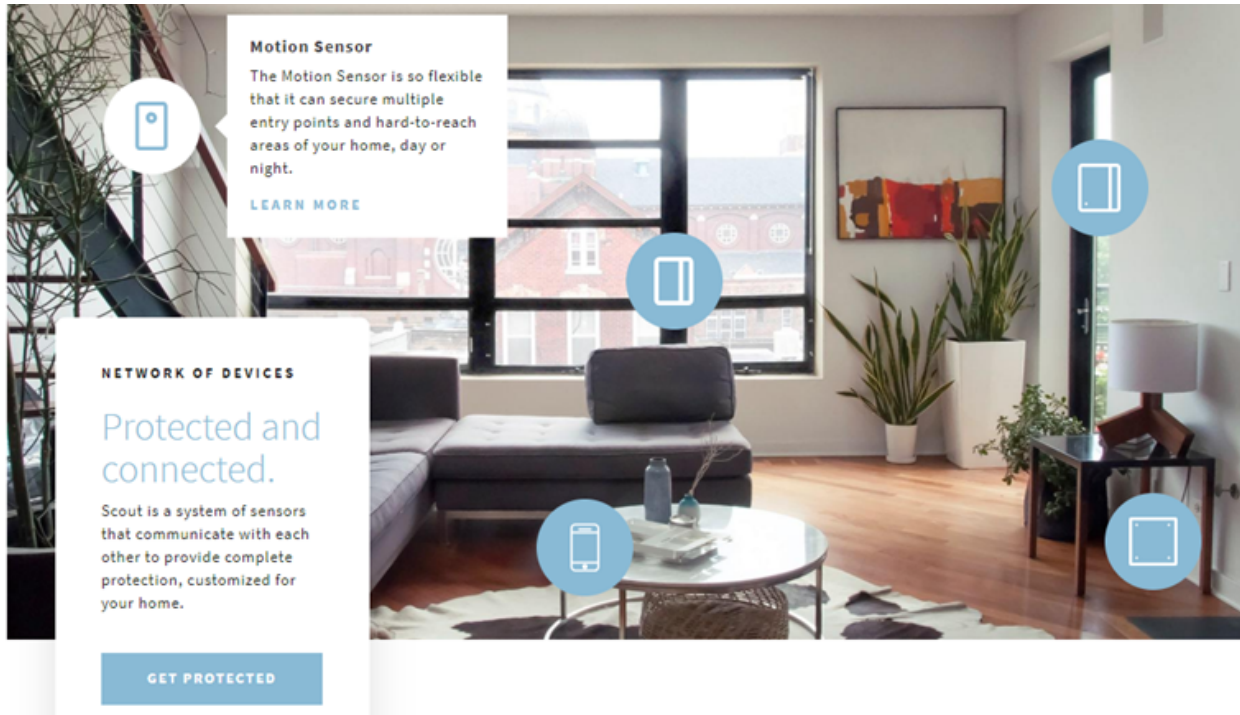 Motion Sensor
The Motion Sensor is so flexible
that it can secure multiple
entry points and hard-to-reach
areas of your home, day or
night.
LEARN MORE
NETWORK OF DEVICES
Protected and
connected.
Scout is a system of sensors
that communicate with each
other to provide complete
protection, customized for
your home.
GET PROTECTED